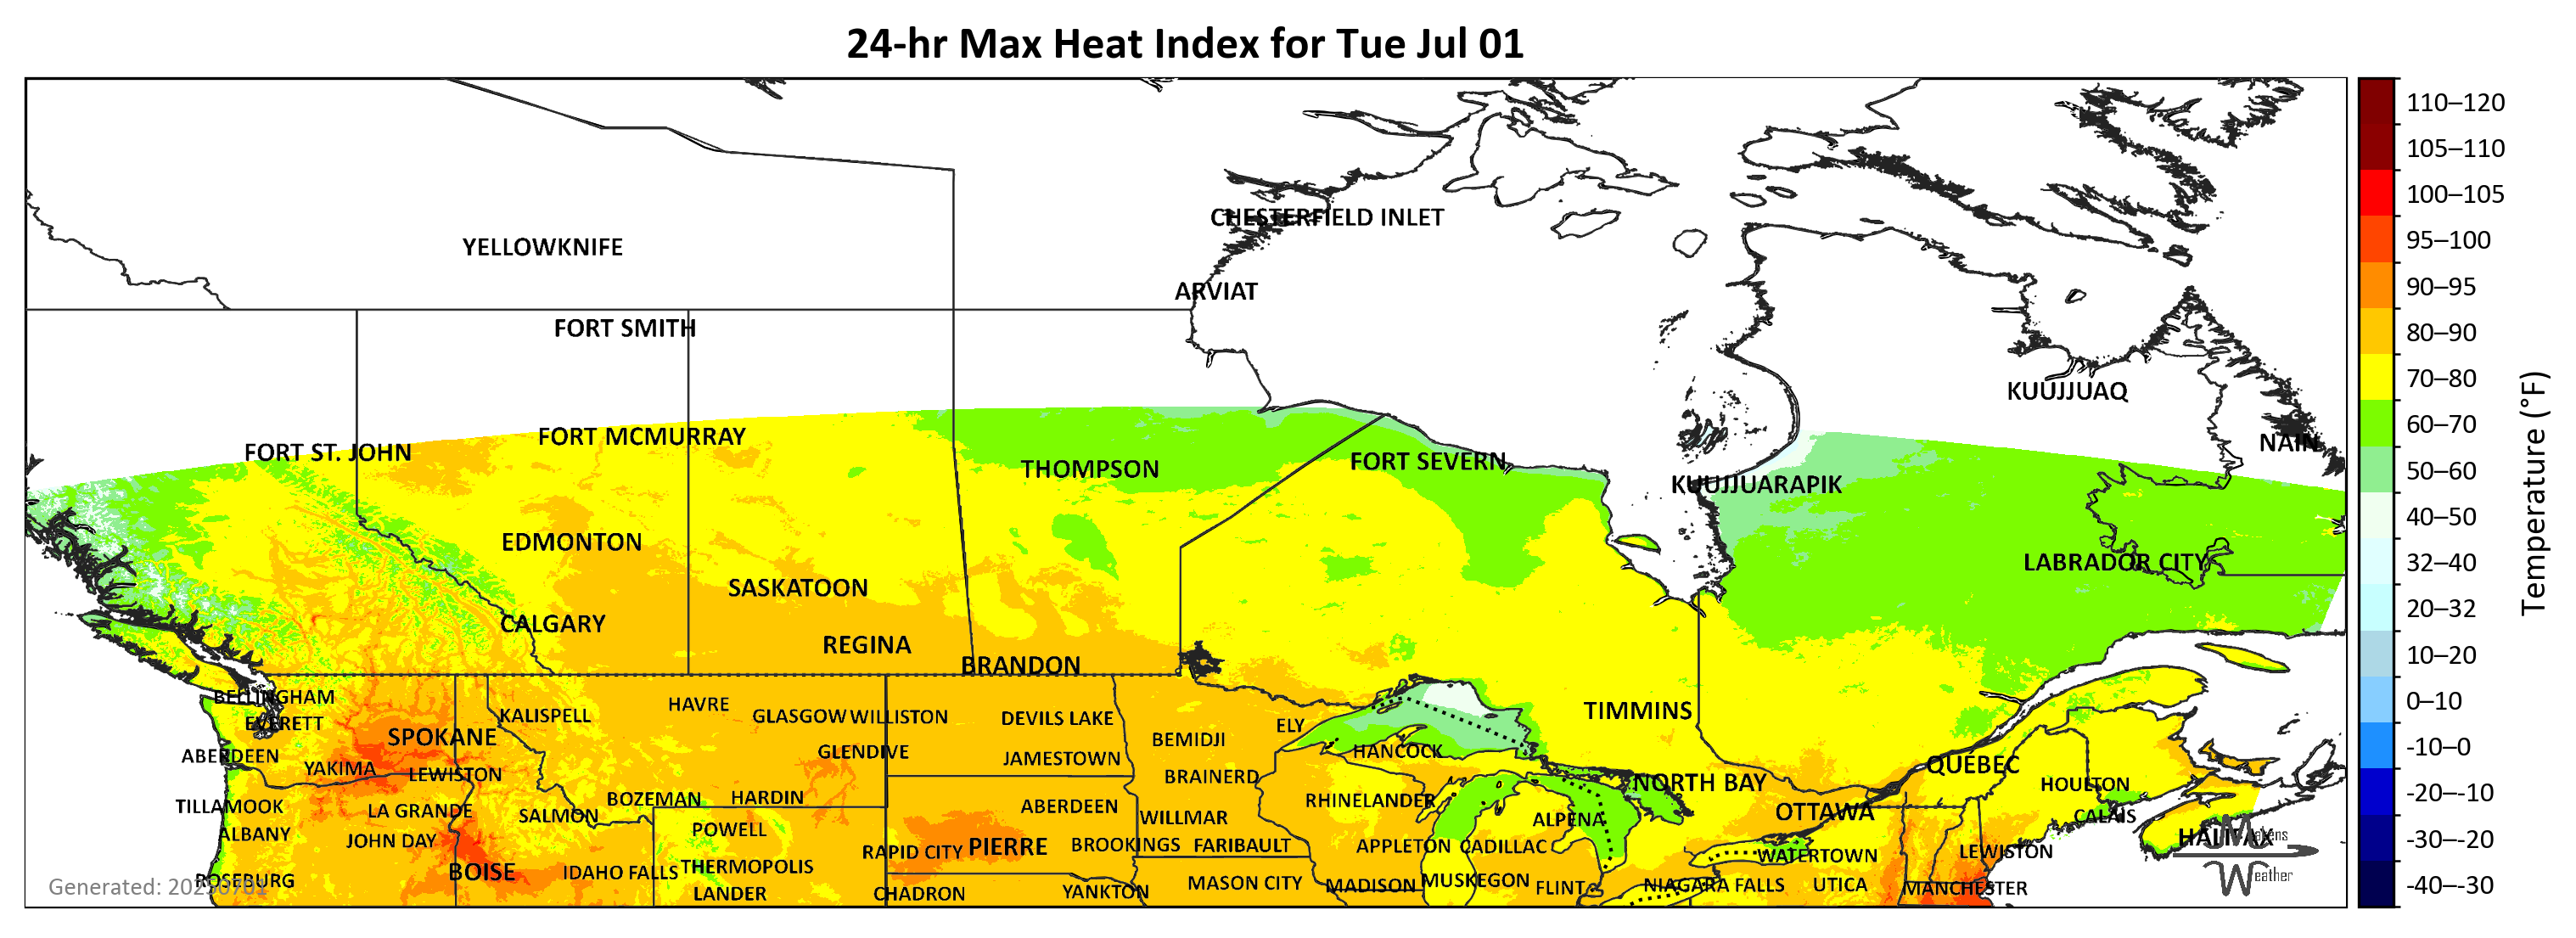 24-hr Max Heat Index for Tue Jul 01
110–120
105–110
100–105
95–100
90–95
80–90
70–80
60–70
50–60
40–50
32–40
20–32
10–20
0–10
-10–0
-20–-10
-30–-20
-40–-30
Temperature (°F)
CHESTERFIELD INLET
YELLOWKNIFE
ARVIAT
FORT SMITH
KUUJJUAQ
FORT MCMURRAY
NAIN
FORT ST. JOHN
FORT SEVERN
THOMPSON
KUUJJUARAPIK
EDMONTON
LABRADOR CITY
SASKATOON
CALGARY
REGINA
BRANDON
BELLINGHAM
HAVRE
TIMMINS
KALISPELL
GLASGOW
WILLISTON
DEVILS LAKE
EVERETT
ELY
SPOKANE
BEMIDJI
HANCOCK
GLENDIVE
ABERDEEN
JAMESTOWN
QUEBEC
YAKIMA
LEWISTON
BRAINERD
NORTH BAY
HOULTON
BOZEMAN
HARDIN
RHINELANDER
TILLAMOOK
LA GRANDE
ABERDEEN
OTTAWA
SALMON
WILLMAR
CALAIS
ALPENA
ALBANY
POWELL
HALIFAX
JOHN DAY
RAPID CITY
PIERRE
BROOKINGS
FARIBAULT
APPLETON
CADILLAC
LEWISTON
WATERTOWN
BOISE
IDAHO FALLS
THERMOPOLIS
ROSEBURG
MASON CITY
MADISON
MUSKEGON
FLINT
NIAGARA FALLS
UTICA
MANCHESTER
LANDER
CHADRON
YANKTON
Generated: 20250701
Makens
Weather